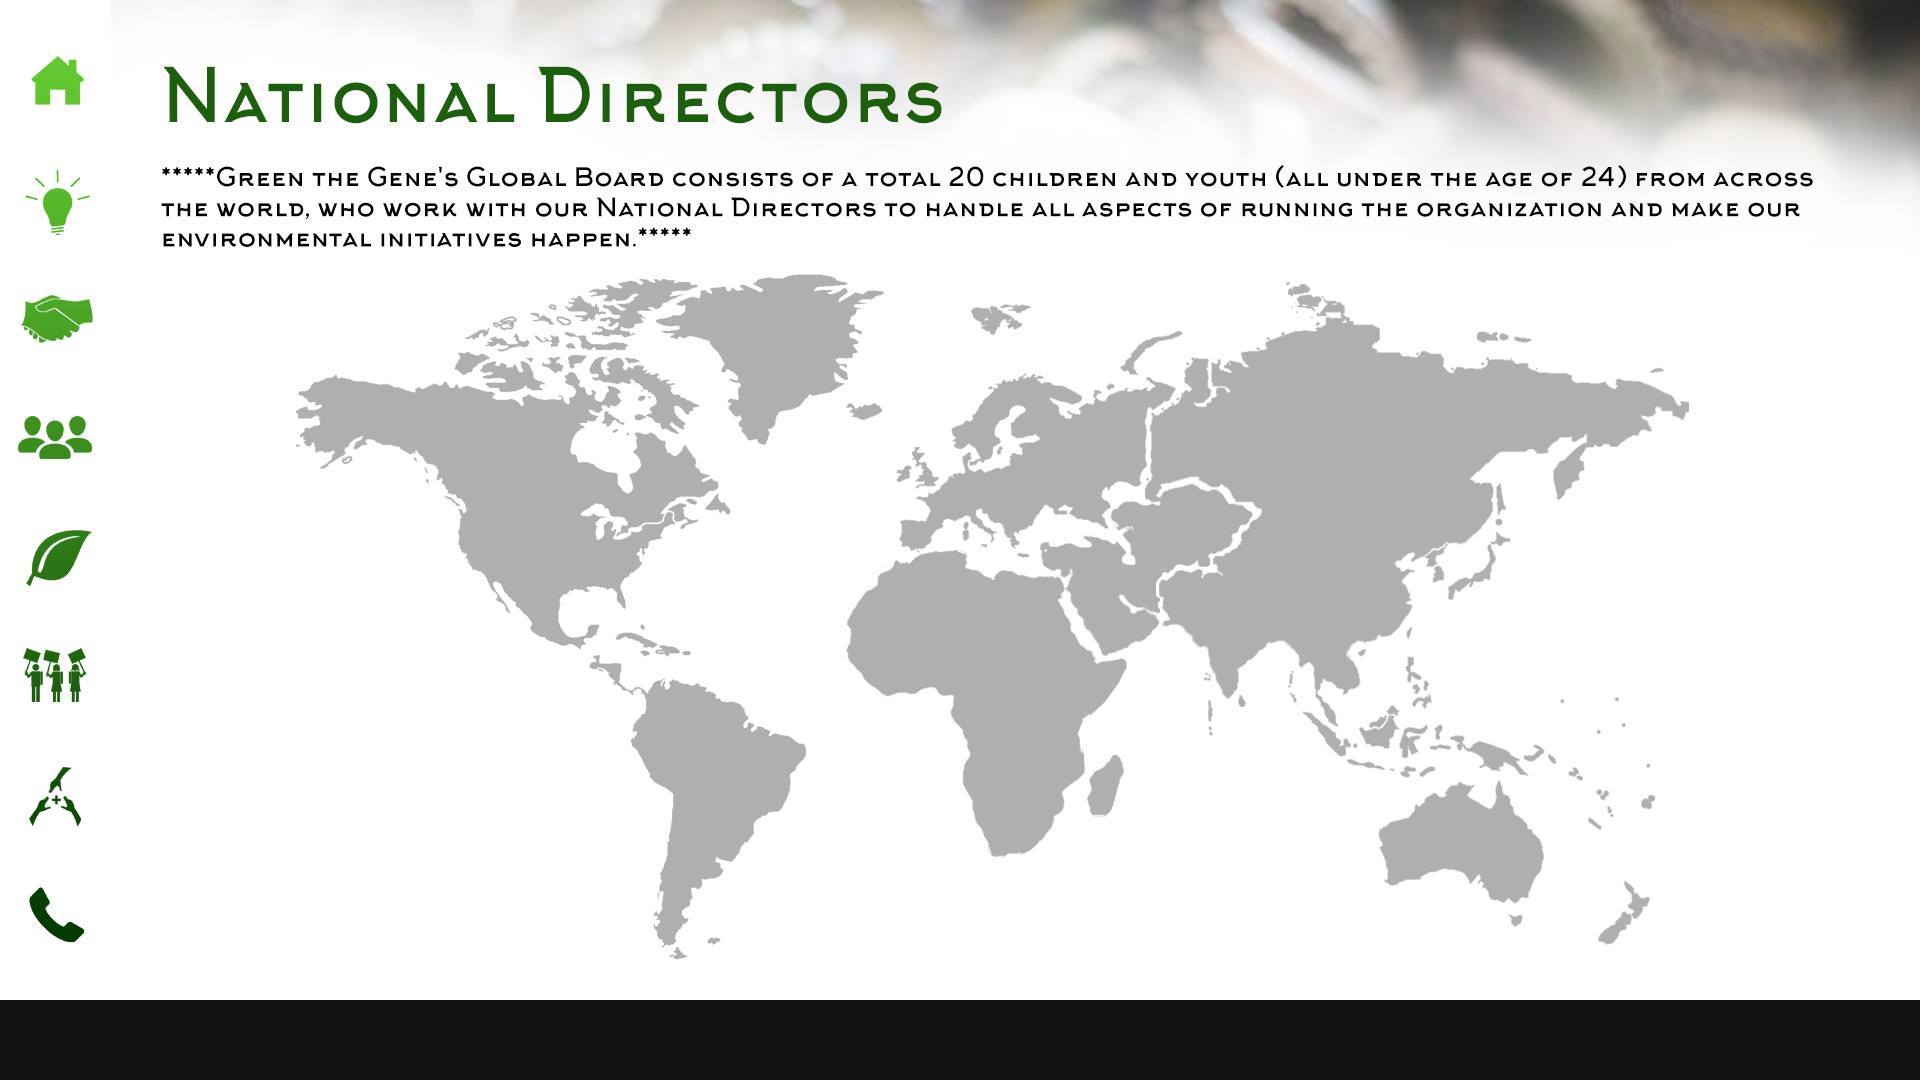 National Directors
*****Green the Gene's Global Board consists of a total 20 children and youth (all under the age of 24) from across
the world, who work with our National Directors to handle all aspects of running the organization and make our
environmental initiatives happen.*****